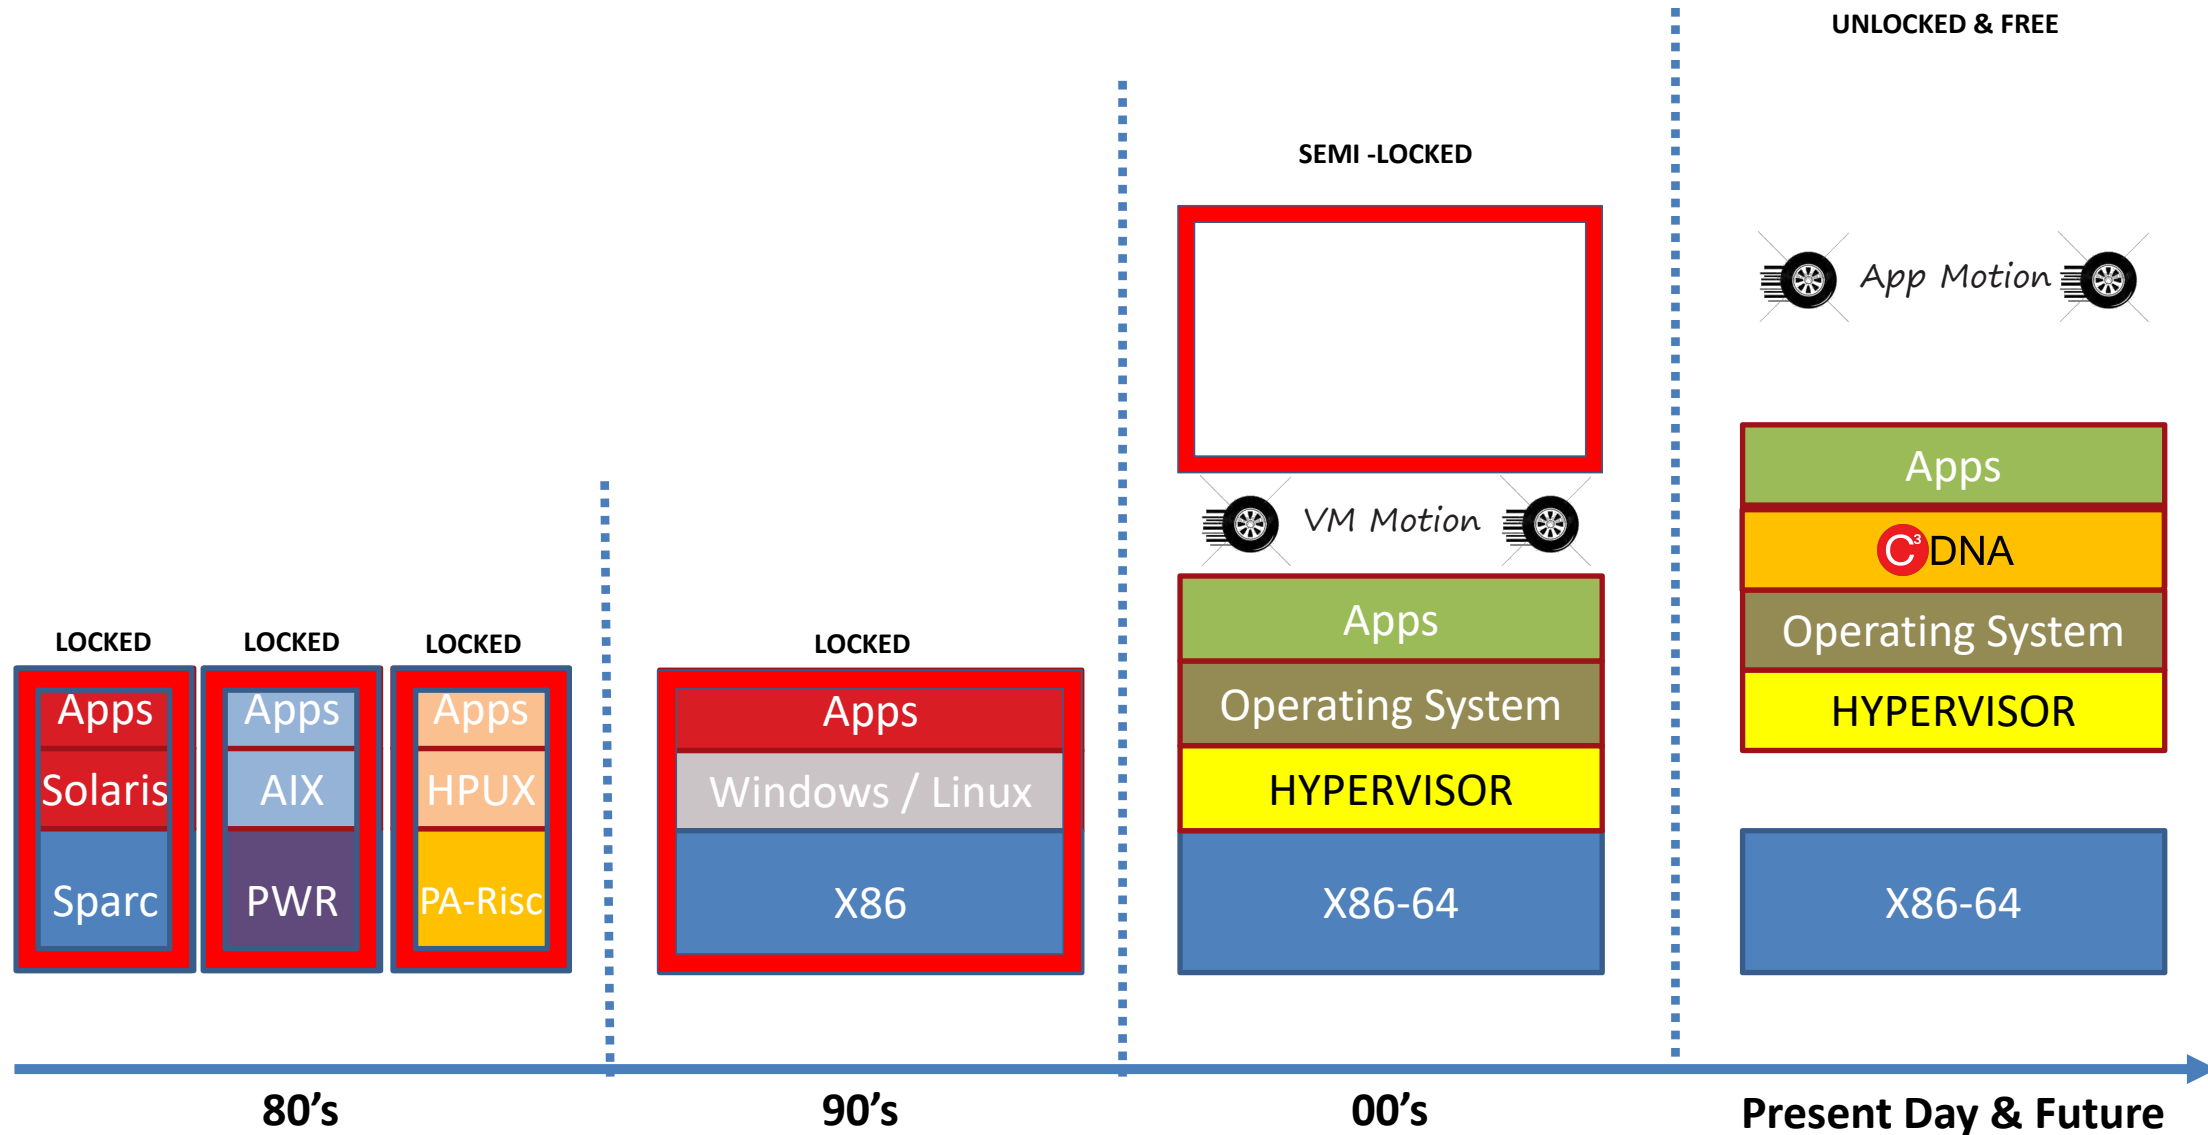 UNLOCKED & FREE
SEMI -LOCKED
App Motion
VM Motion
LOCKED
LOCKED
LOCKED
LOCKED
Apps
Solaris
Sparc
Apps
AIX
PWR
Apps
HPUX
PA-Risc
Apps
Windows / Linux
X86
Apps
Operating System
HYPERVISOR
X86-64
Apps
C³ DNA
Operating System
HYPERVISOR
X86-64
80’s
90’s
00’s
Present Day & Future